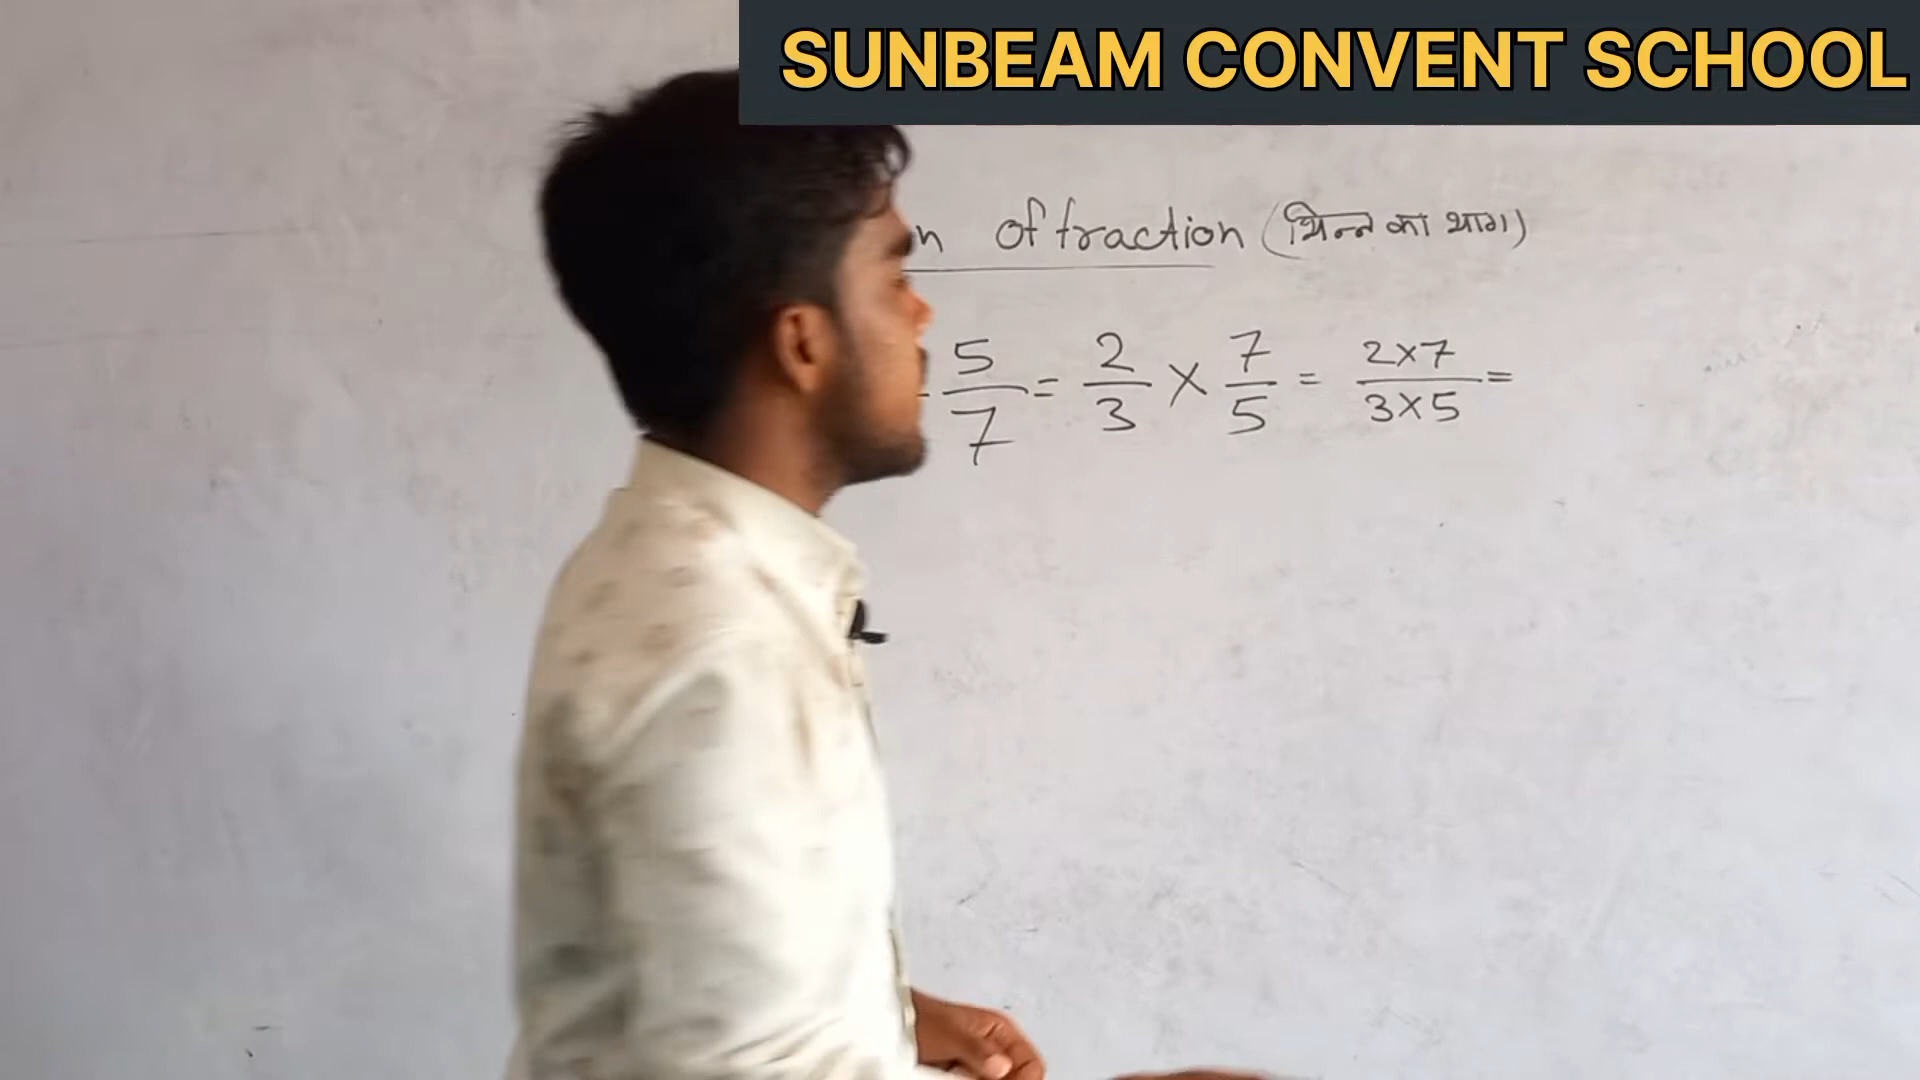 SUNBEAM CONVENT SCHOOL
n of fraction (भिन्न का भाग)
5/7 = 2/3 × 7/5 = 2×7/3×5 =